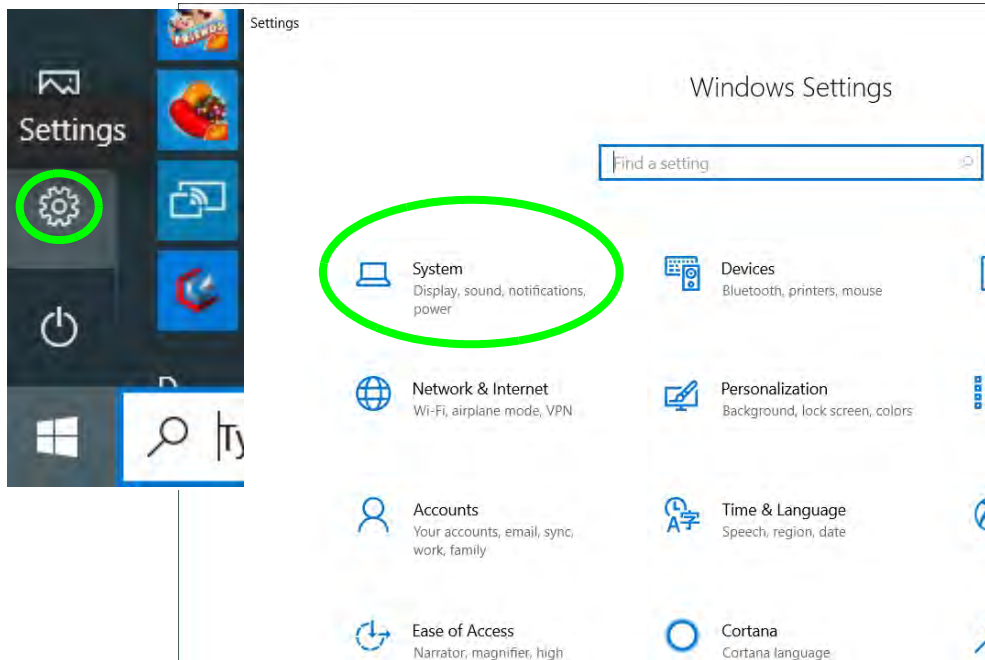 FRIENDS
Settings
Ty
Settings
Windows Settings
Find a setting
System
Display, sound, notifications,
power
Devices
Bluetooth, printers, mouse
Network & Internet
Wi-Fi, airplane mode, VPN
Personalization
Background, lock screen, colors
Accounts
Your accounts, email, sync,
work, family
Time & Language
Speech, region, date
Ease of Access
Narrator, magnifier, high
Cortana
Cortana language